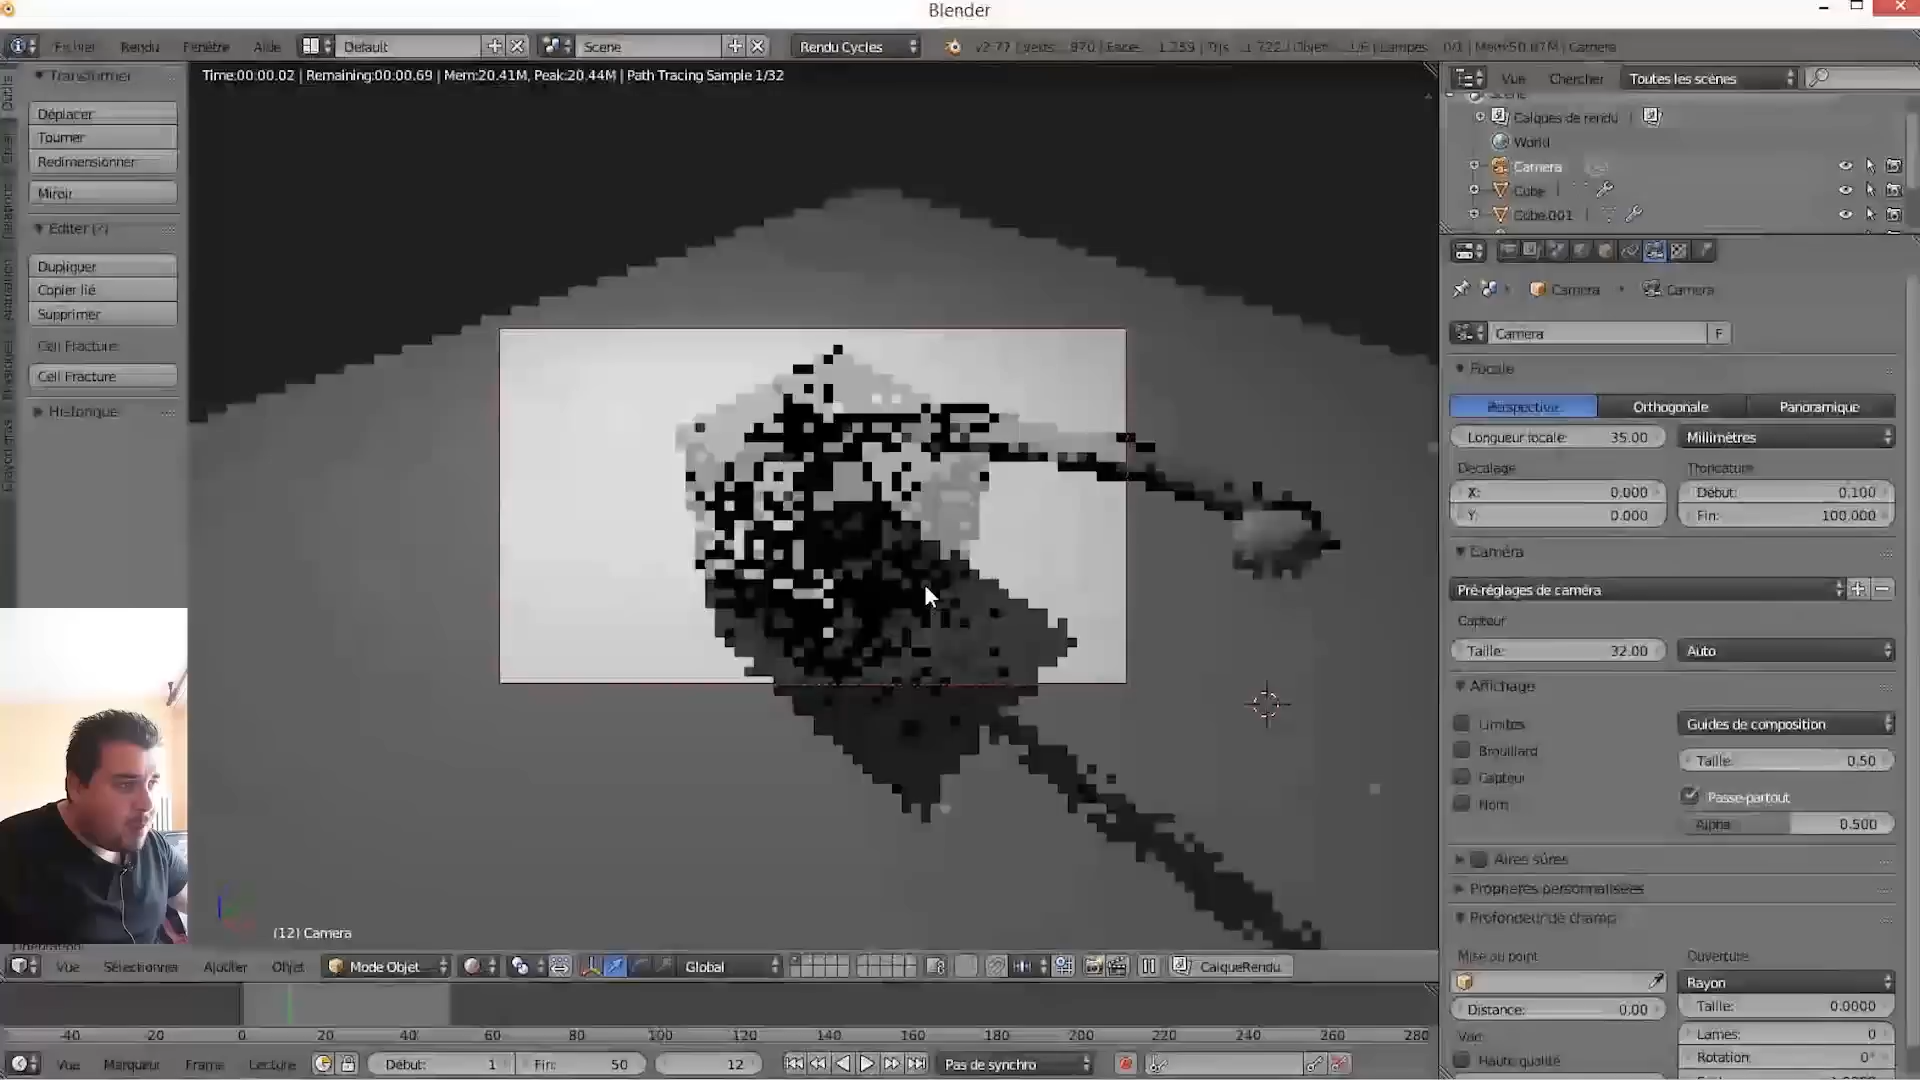 Blender
Fichier Rendu Fenêtre Aide Default Scene Rendu Cycles
Time:00:00.02 | Remaining:00:00.69 | Mem:20.41M, Peak:20.44M | Path Tracing Sample 1/32
Vue Chercher Toutes les scènes
Transformer
Déplacer
Tourner
Redimensionner
Miroir
Editer
Dupliquer
Copier lié
Supprimer
Cell Fracture
Cell Fracture
Historique
Calques de rendu
World
Camera
Cube
Cube.001
Camera Camera
Camera F
Focale
Perspective Orthogonale Panoramique
Longueur focale: 35.00 Millimètres
Décalage Troncature
X: 0.000 Début: 0.100
Y: 0.000 Fin: 100.000
Caméra
Pré-réglages de caméra
Capteur
Taille: 32.00 Auto
Affichage
Limites Guides de composition
Brouillard Taille: 0.50
Capteur
Nom Passe-partout
Alpha 0.500
Aires sûres
Propriétés personnalisées
Profondeur de champ
Mise au point Ouverture
Rayon
Distance: 0.00 Taille: 0.0000
Lames: 0
Haute qualité Rotation: 0°
(12) Camera
Vue Sélectionner Ajouter Objet Mode Objet Global CalqueRendu
-40 -20 0 20 40 60 80 100 120 140 160 180 200 220 240 260 280
Vue Marqueur Frame Lecture Début: 1 Fin: 50 12 Pas de synchro